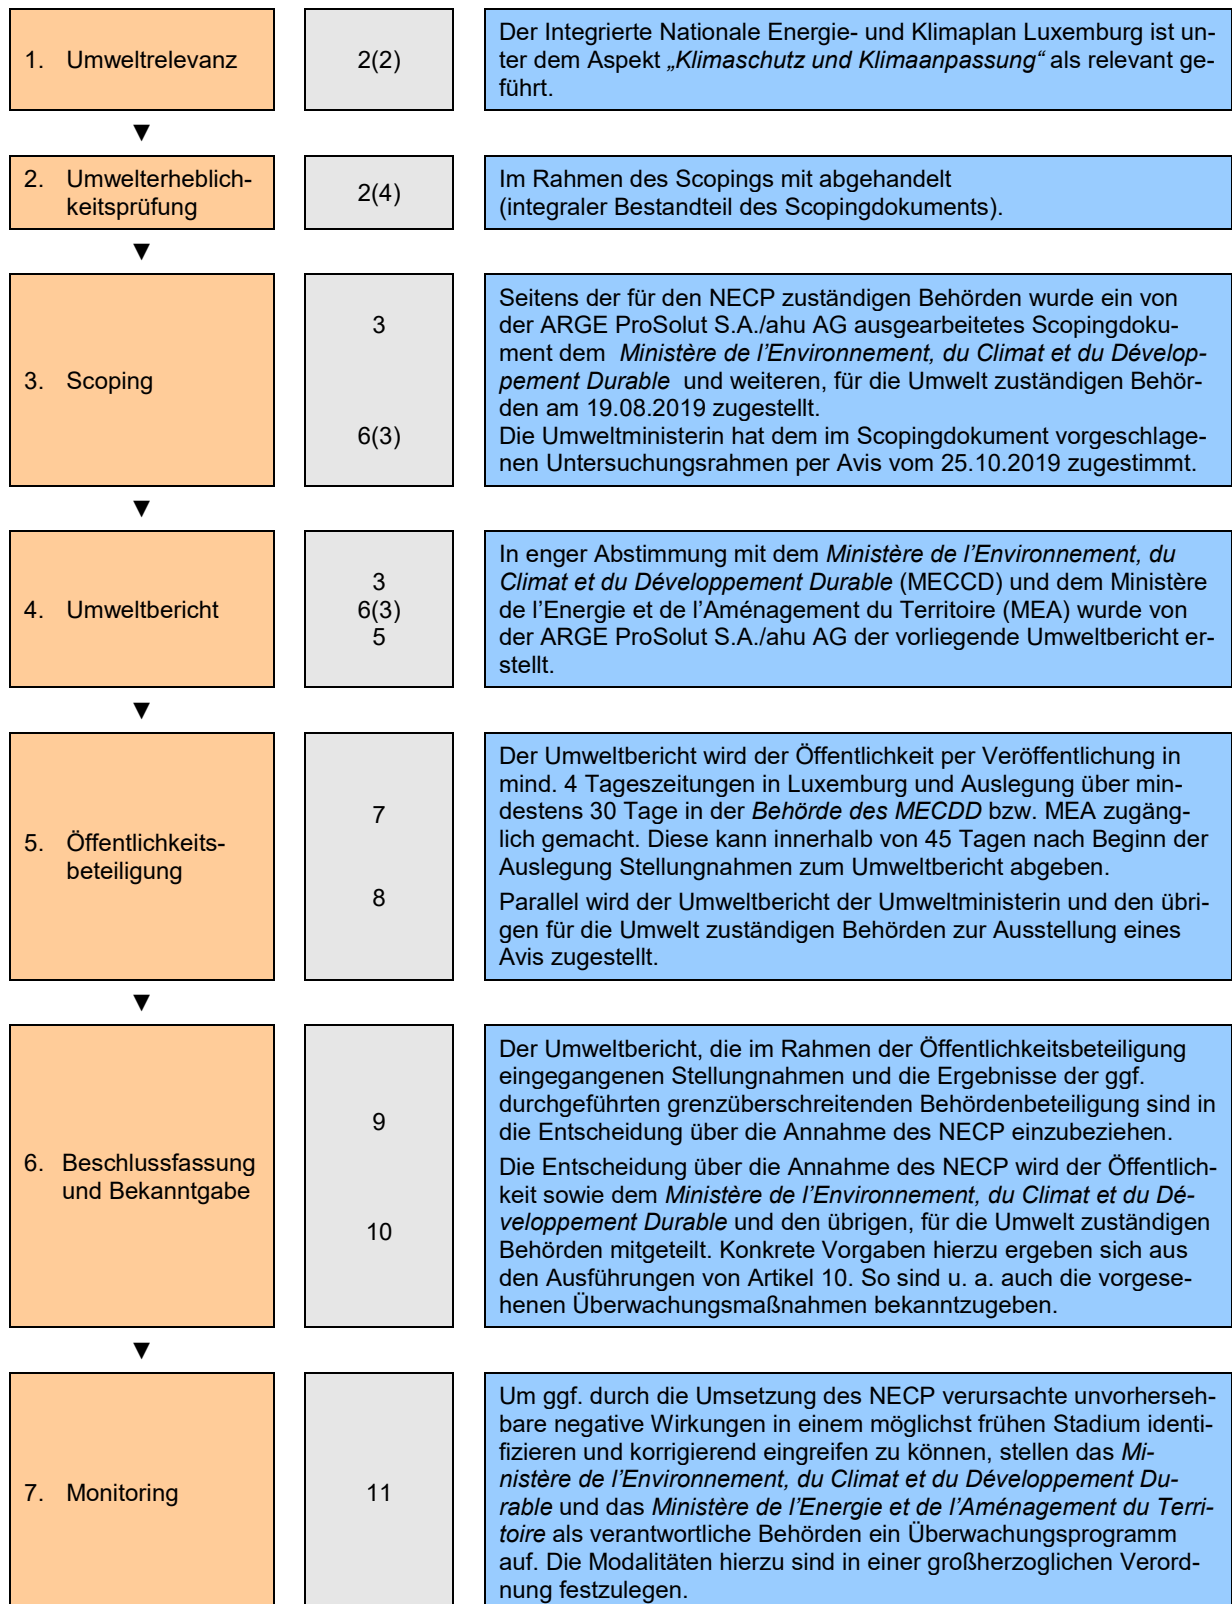 1. Umweltrelevanz
2(2)
Der Integrierte Nationale Energie- und Klimaplan Luxemburg ist un-
ter dem Aspekt „Klimaschutz und Klimaanpassung“ als relevant ge-
führt.
▼
2. Umwelterheblich-
keitsprüfung
2(4)
Im Rahmen des Scopings mit abgehandelt
(integraler Bestandteil des Scopingdokuments).
▼
3. Scoping
3
6(3)
Seitens der für den NECP zuständigen Behörden wurde ein von
der ARGE ProSolut S.A./ahu AG ausgearbeitetes Scopingdoku-
ment dem Ministère de l’Environnement, du Climat et du Dévelop-
pement Durable und weiteren, für die Umwelt zuständigen Behör-
den am 19.08.2019 zugestellt.
Die Umweltministerin hat dem im Scopingdokument vorgeschlage-
nen Untersuchungsrahmen per Avis vom 25.10.2019 zugestimmt.
▼
4. Umweltbericht
3
6(3)
5
In enger Abstimmung mit dem Ministère de l’Environnement, du
Climat et du Développement Durable (MECCD) und dem Ministère
de l’Energie et de l’Aménagement du Territoire (MEA) wurde von
der ARGE ProSolut S.A./ahu AG der vorliegende Umweltbericht er-
stellt.
▼
5. Öffentlichkeits-
beteiligung
7
8
Der Umweltbericht wird der Öffentlichkeit per Veröffentlichung in
mind. 4 Tageszeitungen in Luxemburg und Auslegung über min-
destens 30 Tage in der Behörde des MECDD bzw. MEA zugäng-
lich gemacht. Diese kann innerhalb von 45 Tagen nach Beginn der
Auslegung Stellungnahmen zum Umweltbericht abgeben.
Parallel wird der Umweltbericht der Umweltministerin und den übri-
gen für die Umwelt zuständigen Behörden zur Ausstellung eines
Avis zugestellt.
▼
6. Beschlussfassung
und Bekanntgabe
9
10
Der Umweltbericht, die im Rahmen der Öffentlichkeitsbeteiligung
eingegangenen Stellungnahmen und die Ergebnisse der ggf.
durchgeführten grenzüberschreitenden Behördenbeteiligung sind in
die Entscheidung über die Annahme des NECP einzubeziehen.
Die Entscheidung über die Annahme des NECP wird der Öffentlich-
keit sowie dem Ministère de l’Environnement, du Climat et du Dé-
veloppement Durable und den übrigen, für die Umwelt zuständigen
Behörden mitgeteilt. Konkrete Vorgaben hierzu ergeben sich aus
den Ausführungen von Artikel 10. So sind u. a. auch die vorgese-
henen Überwachungsmaßnahmen bekanntzugeben.
▼
7. Monitoring
11
Um ggf. durch die Umsetzung des NECP verursachte unvorherseh-
bare negative Wirkungen in einem möglichst frühen Stadium identi-
fizieren und korrigierend eingreifen zu können, stellen das Mi-
nistère de l’Environnement, du Climat et du Développement Du-
rable und das Ministère de l’Energie et de l’Aménagement du Terri-
toire als verantwortliche Behörden ein Überwachungsprogramm
auf. Die Modalitäten hierzu sind in einer großherzoglichen Verord-
nung festzulegen.